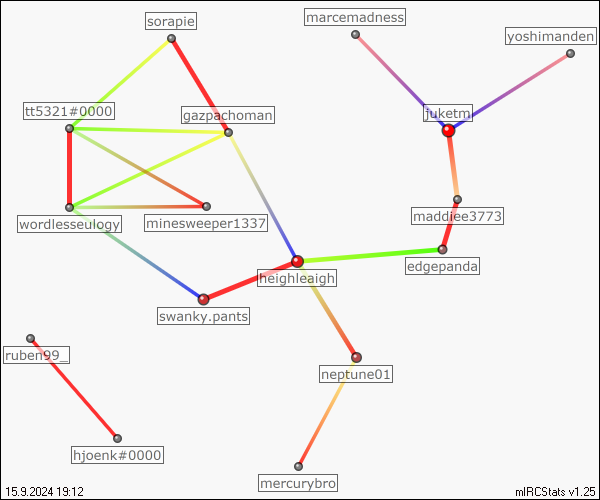 sorapie
marcemadness
yoshimanden
tt5321#0000
gazpachoman
juketm
wordlesseulogy
minesweeper1337
maddiee3773
heighleaigh
edgepanda
swanky.pants
ruben99_
neptune01
hjoenk#0000
mercurybro
15.9.2024 19:12
mIRCStats v1.25